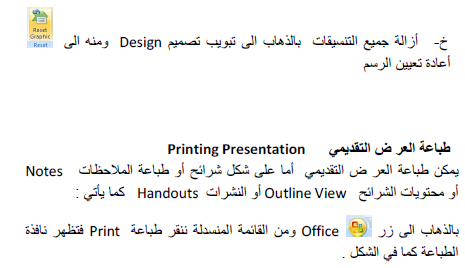 Reset
Graphic
Reset
خ- أزالة جميع التنسيقات بالذهاب الى تبويب تصميم Design ومنه الى
أعادة تعيين الرسم
طباعة العر ض التقديمي Printing Presentation
يمكن طباعة العر ض التقديمي أما على شكل شرائح أو طباعة الملاحظات Notes
أو محتويات الشرائح Outline View أو النشرات Handouts كما يأتي :
بالذهاب الى زر Office ومن القائمة المنسدلة ننقر طباعة Print فتظهر نافذة
الطباعة كما في الشكل .